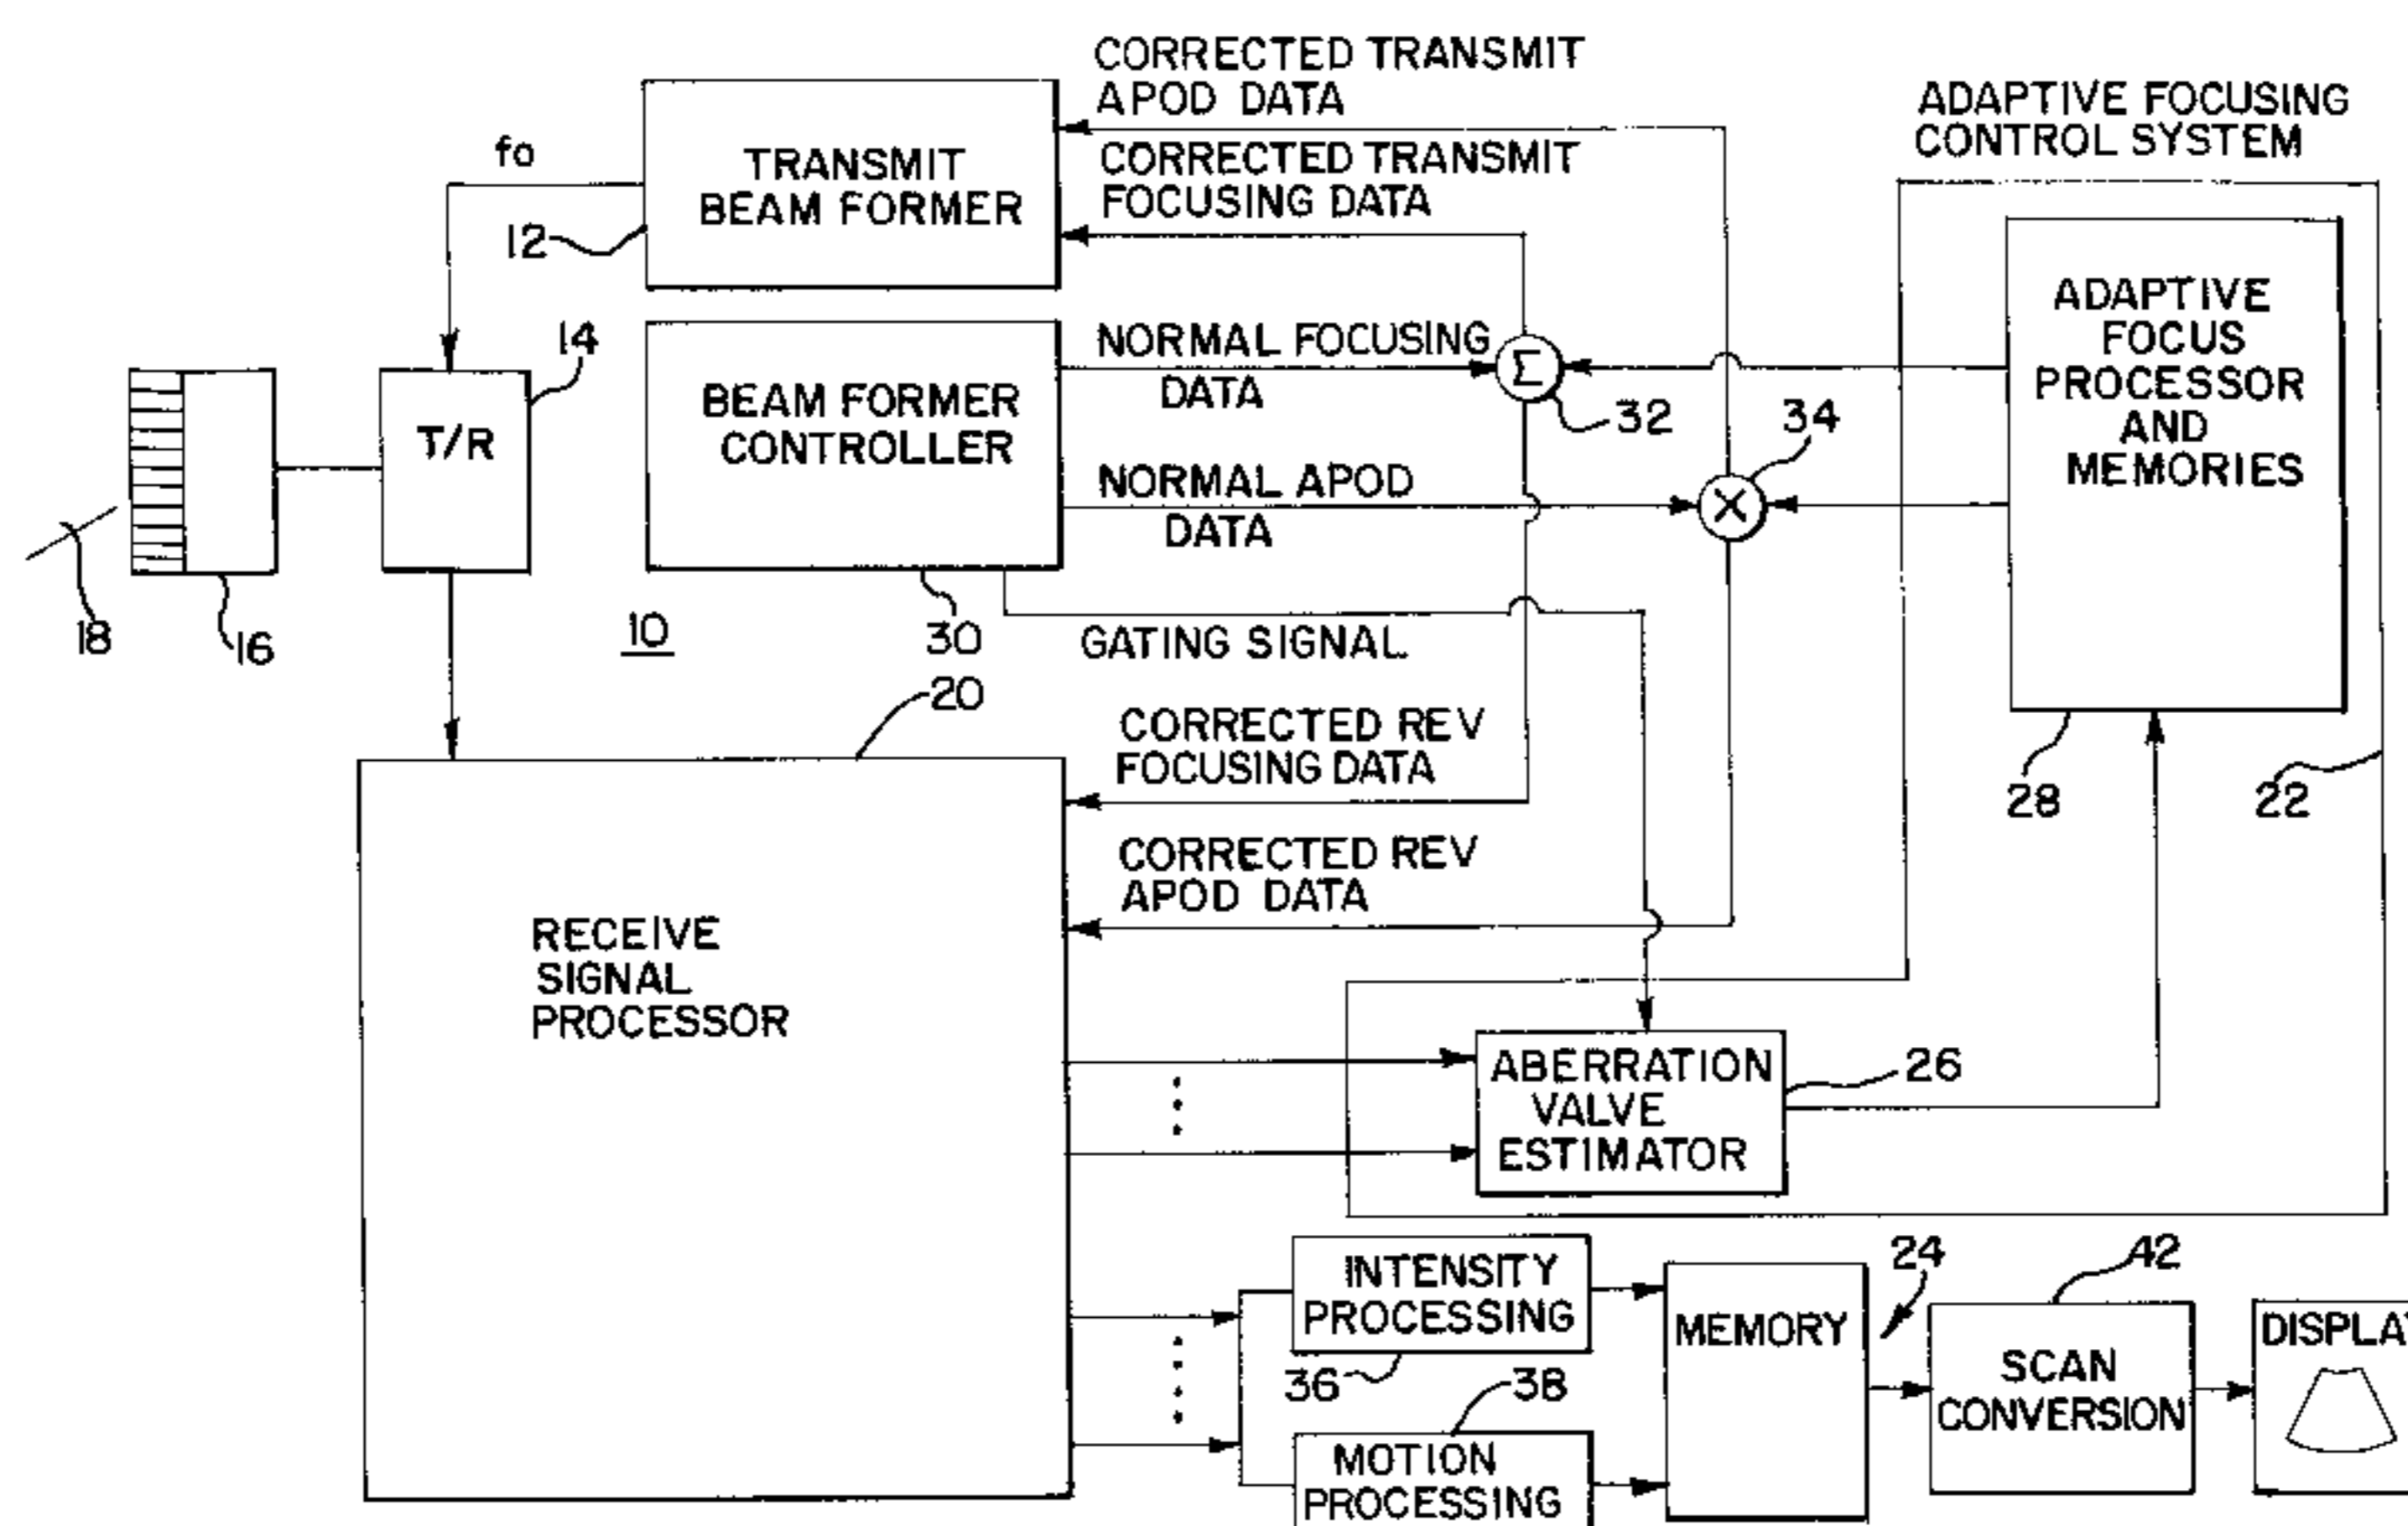 CORRECTED TRANSMIT
APOD DATA
ADAPTIVE FOCUSING
CONTROL SYSTEM
fo
TRANSMIT
BEAM FORMER
CORRECTED TRANSMIT
FOCUSING DATA
12
14
NORMAL FOCUSING
DATA
Σ
32
34
ADAPTIVE
FOCUS
PROCESSOR
AND
MEMORIES
T/R
BEAM FORMER
CONTROLLER
NORMAL APOD
DATA
X
18
16
10
30
GATING SIGNAL
20
CORRECTED REV
FOCUSING DATA
28
22
CORRECTED REV
APOD DATA
RECEIVE
SIGNAL
PROCESSOR
ABERRATION
VALVE
ESTIMATOR
26
INTENSITY
PROCESSING
36
38
MOTION
PROCESSING
MEMORY
24
42
SCAN
CONVERSION
DISPLAY